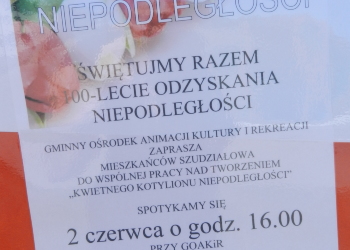 NIEPODLEGŁOŚCI
ŚWIĘTUJMY RAZEM
100-LECIE ODZYSKANIA
NIEPODLEGŁOŚCI
GMINNY OŚRODEK ANIMACJI KULTURY I REKREACJI
ZAPRASZA
MIESZKAŃCÓW SZUDZIAŁOWA
DO WSPÓLNEJ PRACY NAD TWORZENIEM
„KWIETNEGO KOTYLIONU NIEPODLEGŁOŚCI”
SPOTYKAMY SIĘ
2 czerwca o godz. 16.00
PRZY GOAKiR